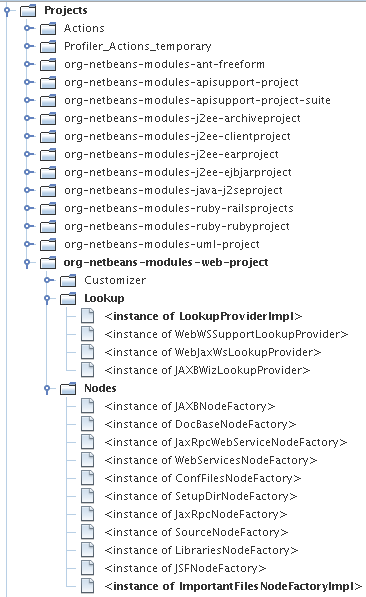 Projects
Actions
Profiler_Actions_temporary
org-netbeans-modules-ant-freeform
org-netbeans-modules-apisupport-project
org-netbeans-modules-apisupport-project-suite
org-netbeans-modules-j2ee-archiveproject
org-netbeans-modules-j2ee-clientproject
org-netbeans-modules-j2ee-earproject
org-netbeans-modules-j2ee-ejbjarproject
org-netbeans-modules-java-j2seproject
org-netbeans-modules-ruby-railsprojects
org-netbeans-modules-ruby-rubyproject
org-netbeans-modules-uml-project
org-netbeans-modules-web-project
Customizer
Lookup
<instance of LookupProviderImpl>
<instance of WebWSSupportLookupProvider>
<instance of WebJaxWsLookupProvider>
<instance of JAXBWizLookupProvider>
Nodes
<instance of JAXBNodeFactory>
<instance of DocBaseNodeFactory>
<instance of JaxRpcWebServiceNodeFactory>
<instance of WebServicesNodeFactory>
<instance of ConfFilesNodeFactory>
<instance of SetupDirNodeFactory>
<instance of JaxRpcNodeFactory>
<instance of SourceNodeFactory>
<instance of LibrariesNodeFactory>
<instance of JSFNodeFactory>
<instance of ImportantFilesNodeFactoryImpl>